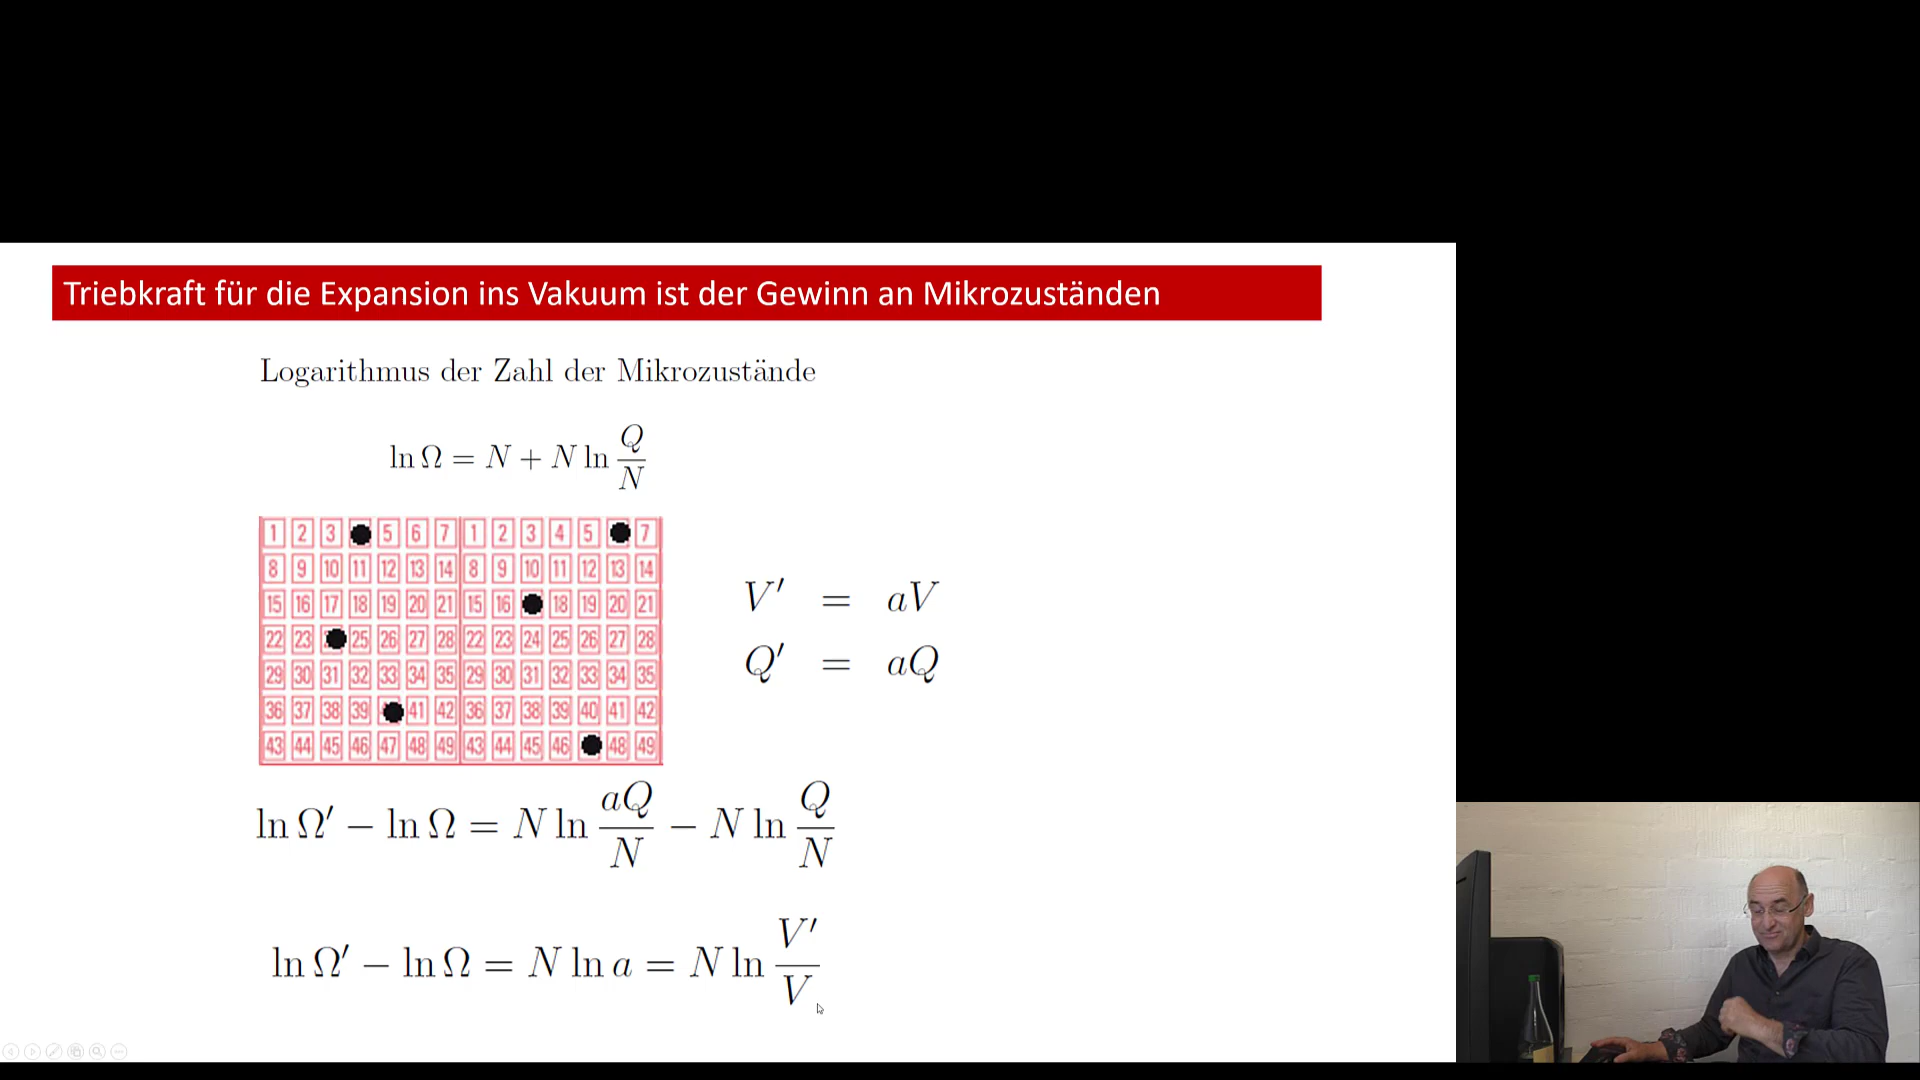 Triebkraft für die Expansion ins Vakuum ist der Gewinn an Mikrozuständen
Logarithmus der Zahl der Mikrozustände
ln Ω = N + N ln Q/N
1 2 3 5 6 7 1 2 3 4 5 7
8 9 10 11 12 13 14 8 9 10 11 12 13 14
15 16 17 18 19 20 21 15 16 18 19 20 21
22 23 25 26 27 28 22 23 24 25 26 27 28
29 30 31 32 33 34 35 29 30 31 32 33 34 35
36 37 38 39 41 42 36 37 38 39 40 41 42
43 44 45 46 47 48 49 43 44 45 46 48 49
V′ = aV
Q′ = aQ
ln Ω′ − ln Ω = N ln aQ/N − N ln Q/N
ln Ω′ − ln Ω = N ln a = N ln V′/V